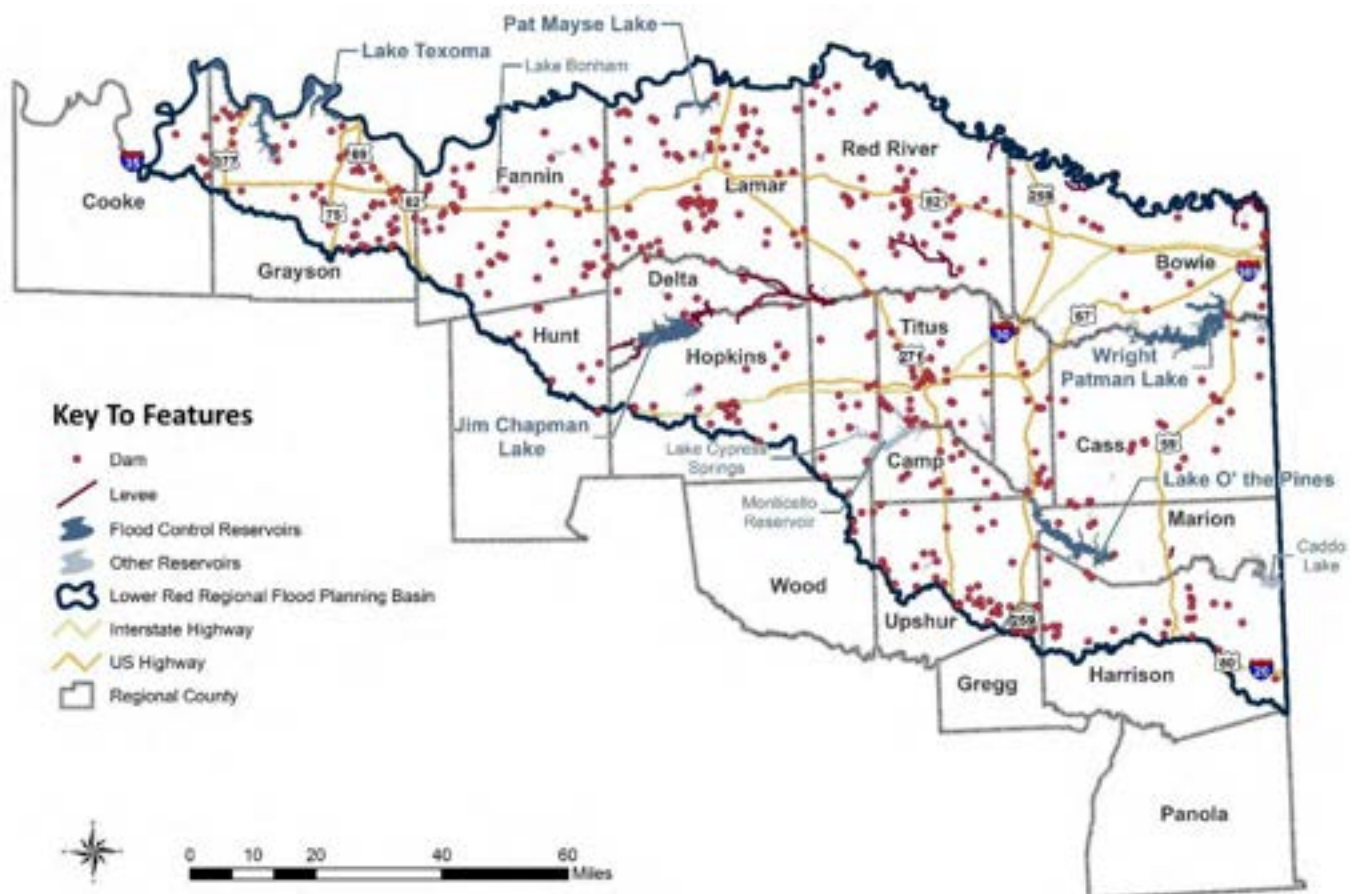 Pat Mayse Lake
Lake Texoma
Lake Bonham
35
377
69
Fannin
Red River
Cooke
Lamar
82
75
82
259
Grayson
Delta
Bowie
Hunt
Hopkins
Titus
271
30
67
30
Wright
Patman Lake
Key To Features
Jim Chapman
Lake
Lake Cypress
Springs
Camp
Cass
59
Dam
Levee
Flood Control Reservoirs
Other Reservoirs
Lower Red Regional Flood Planning Basin
Interstate Highway
US Highway
Regional County
Lake O' the Pines
Monticello
Reservoir
Marion
Caddo
Lake
Wood
Upshur
259
Gregg
Harrison
80
20
Panola
0 10 20 40 60
Miles